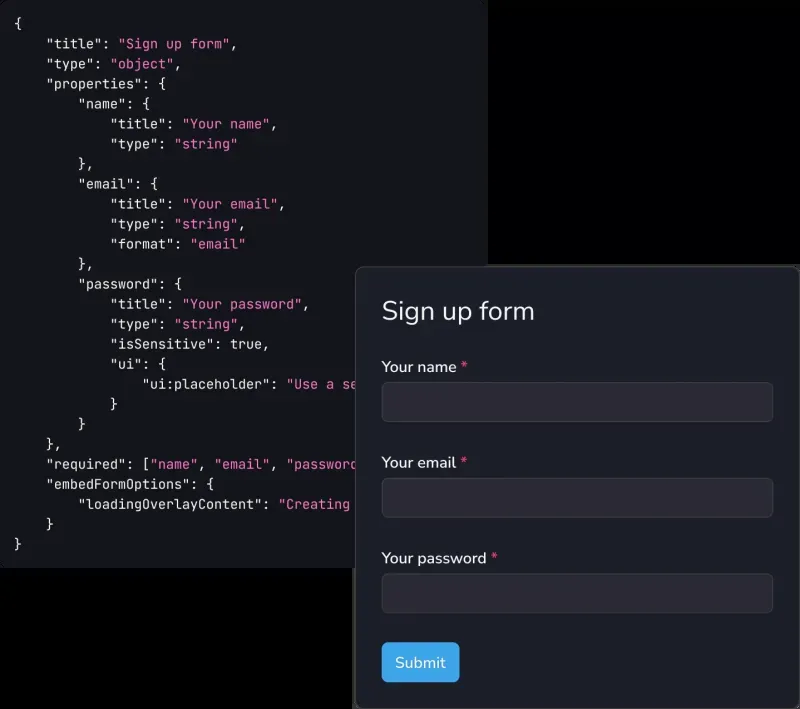 {
    "title": "Sign up form",
    "type": "object",
    "properties": {
        "name": {
            "title": "Your name",
            "type": "string"
        },
        "email": {
            "title": "Your email",
            "type": "string",
            "format": "email"
        },
        "password": {
            "title": "Your password",
            "type": "string",
            "isSensitive": true,
            "ui": {
                "ui:placeholder": "Use a
            }
        }
    },
    "required": ["name", "email", "password
    "embedFormOptions": {
        "loadingOverlayContent": "Creating
    }
}
Sign up form
Your name *
Your email *
Your password *
Submit